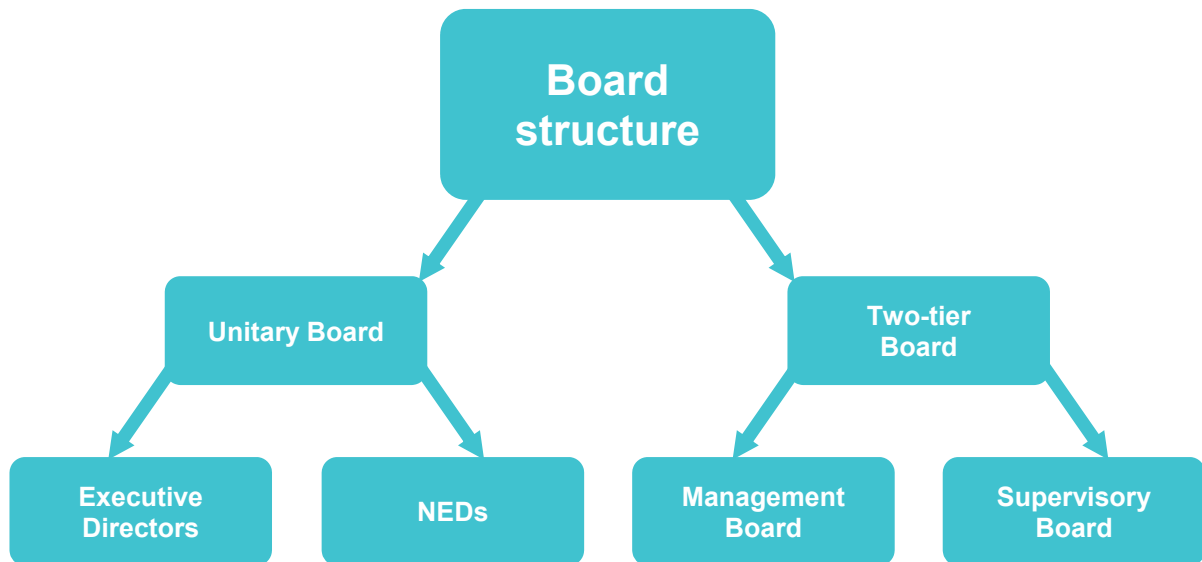 Board
structure
Unitary Board
Two-tier
Board
Executive
Directors
NEDs
Management
Board
Supervisory
Board